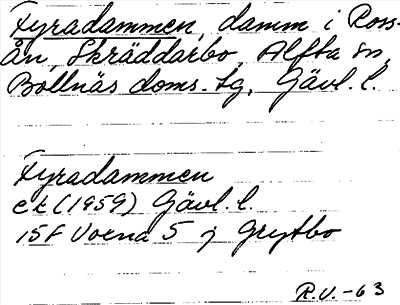 Fyradammen, damm i Ross-
ån, Skräddarbo, Alfta sn,
Bollnäs doms.-tg, Gävl. l.
Fyradammen
ek (1959) Gävl. l.
15F Voxna 5 j Grytbo
R.V.-63